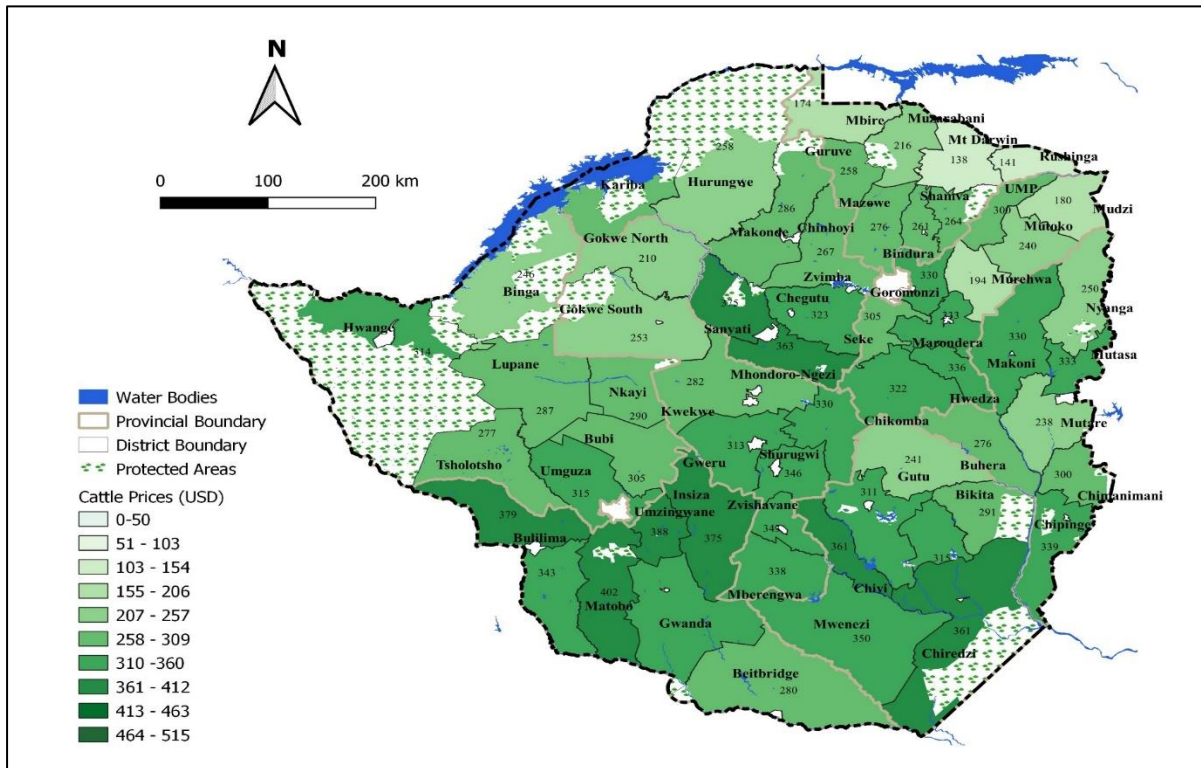 N
0 100 200 km
174
Mbire
Muzarabani
216
Mt Darwin
138
141
Rushinga
258
Guruve
258
Hurungwe
Kariba
UMP
300
Mazowe
276
Shamva
261
264
180
Mudzi
286
Makonde
Chinhoyi
267
Bindura
Mutoko
240
Gokwe North
210
246
Binga
Zvimba
330
Goromonzi
194
Murehwa
250
Nyanga
Hwange
314
Gokwe South
253
375
Sanyati
Chegutu
323
305
Seke
333
Marondera
336
330
Makoni
333
Mutasa
363
Mhondoro-Ngezi
Lupane
287
Nkayi
290
282
Kwekwe
330
322
Chikomba
Hwedza
238
Mutare
277
Tsholotsho
Bubi
305
Umguza
315
313
Gweru
Shurugwi
346
241
Gutu
276
Buhera
300
Chimanimani
311
Bikita
291
Chipinge
339
379
Bulilima
Insiza
375
Umzingwane
388
Zvishavane
361
Chivi
343
402
Matobo
338
Mberengwa
Gwanda
Mwenezi
350
361
Chiredzi
Beitbridge
280
Water Bodies
Provincial Boundary
District Boundary
Protected Areas
Cattle Prices (USD)
0-50
51 - 103
103 - 154
155 - 206
207 - 257
258 - 309
310 -360
361 - 412
413 - 463
464 - 515